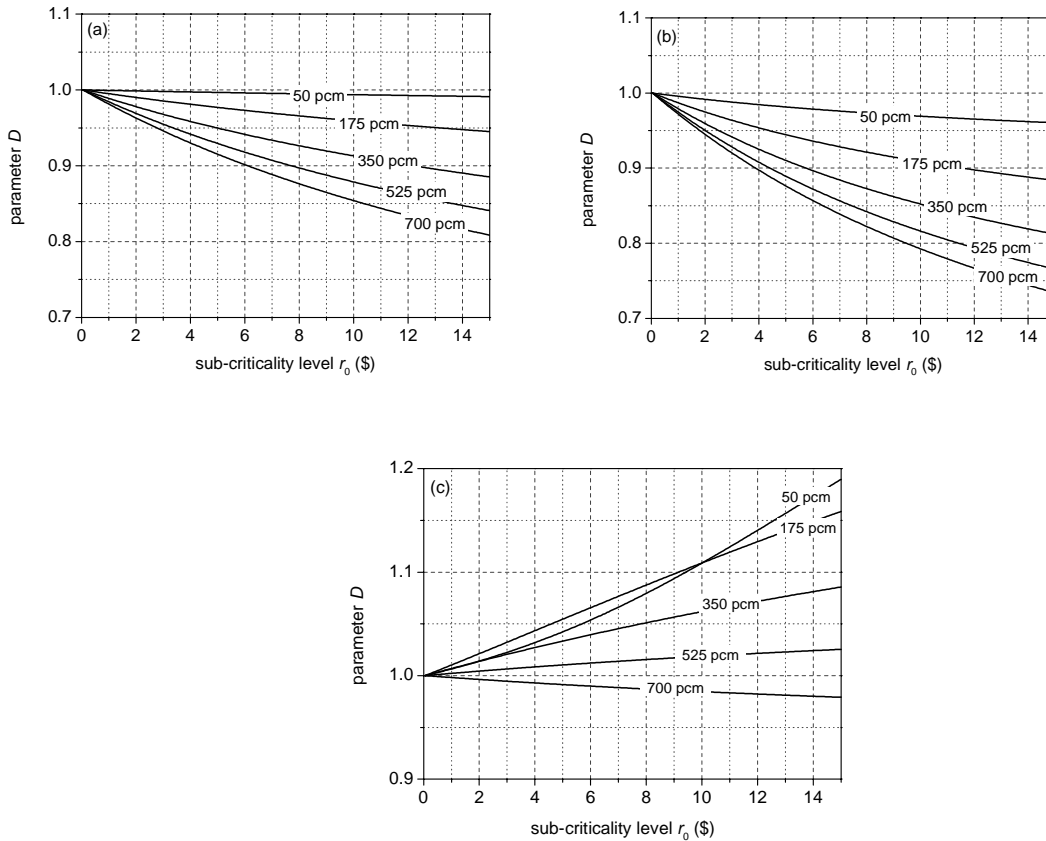 (a)
1.1
1.0
0.9
0.8
0.7
parameter D
50 pcm
175 pcm
350 pcm
525 pcm
700 pcm
0 2 4 6 8 10 12 14
sub-criticality level r0 ($)
(b)
1.1
1.0
0.9
0.8
0.7
parameter D
50 pcm
175 pcm
350 pcm
525 pcm
700 pcm
0 2 4 6 8 10 12 14
sub-criticality level r0 ($)
(c)
1.2
1.1
1.0
0.9
parameter D
50 pcm
175 pcm
350 pcm
525 pcm
700 pcm
0 2 4 6 8 10 12 14
sub-criticality level r0 ($)